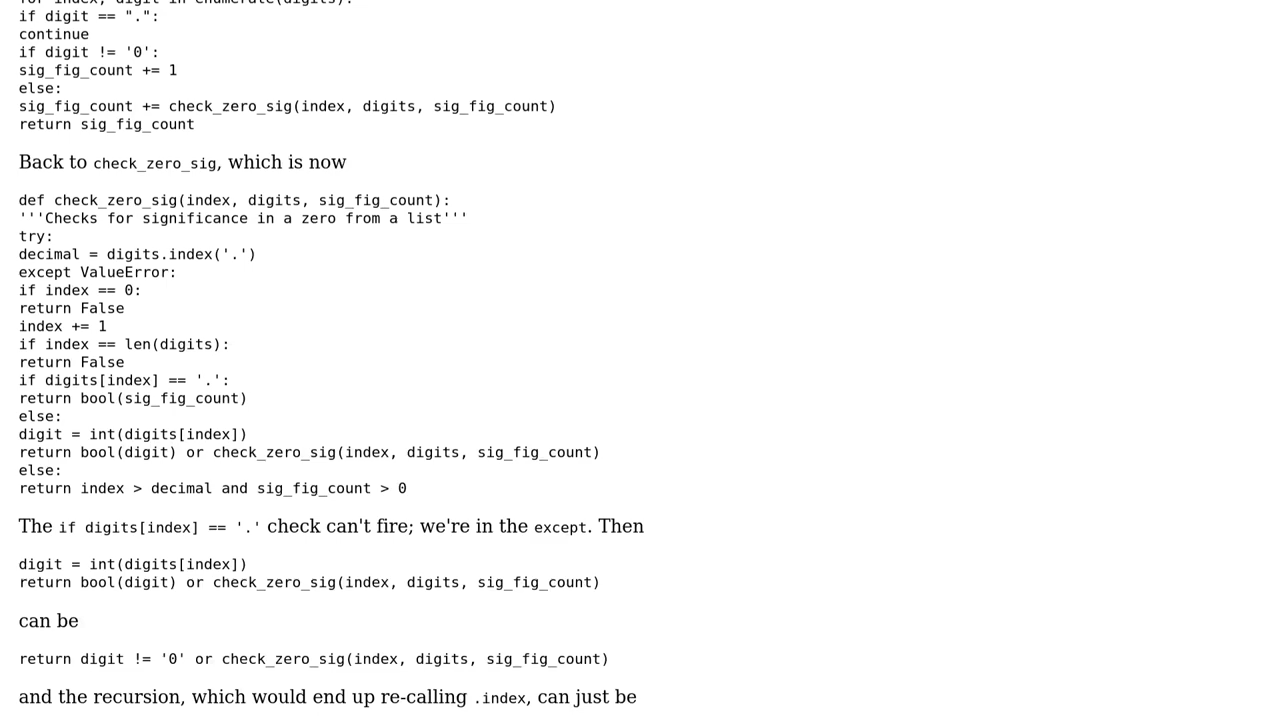 for index, digit in enumerate(digits):
if digit == ".":
continue
if digit != '0':
sig_fig_count += 1
else:
sig_fig_count += check_zero_sig(index, digits, sig_fig_count)
return sig_fig_count
Back to check_zero_sig, which is now
def check_zero_sig(index, digits, sig_fig_count):
'''Checks for significance in a zero from a list'''
try:
decimal = digits.index('.')
except ValueError:
if index == 0:
return False
index += 1
if index == len(digits):
return False
if digits[index] == '.':
return bool(sig_fig_count)
else:
digit = int(digits[index])
return bool(digit) or check_zero_sig(index, digits, sig_fig_count)
else:
return index > decimal and sig_fig_count > 0
The if digits[index] == '.' check can't fire; we're in the except. Then
digit = int(digits[index])
return bool(digit) or check_zero_sig(index, digits, sig_fig_count)
can be
return digit != '0' or check_zero_sig(index, digits, sig_fig_count)
and the recursion, which would end up re-calling .index, can just be